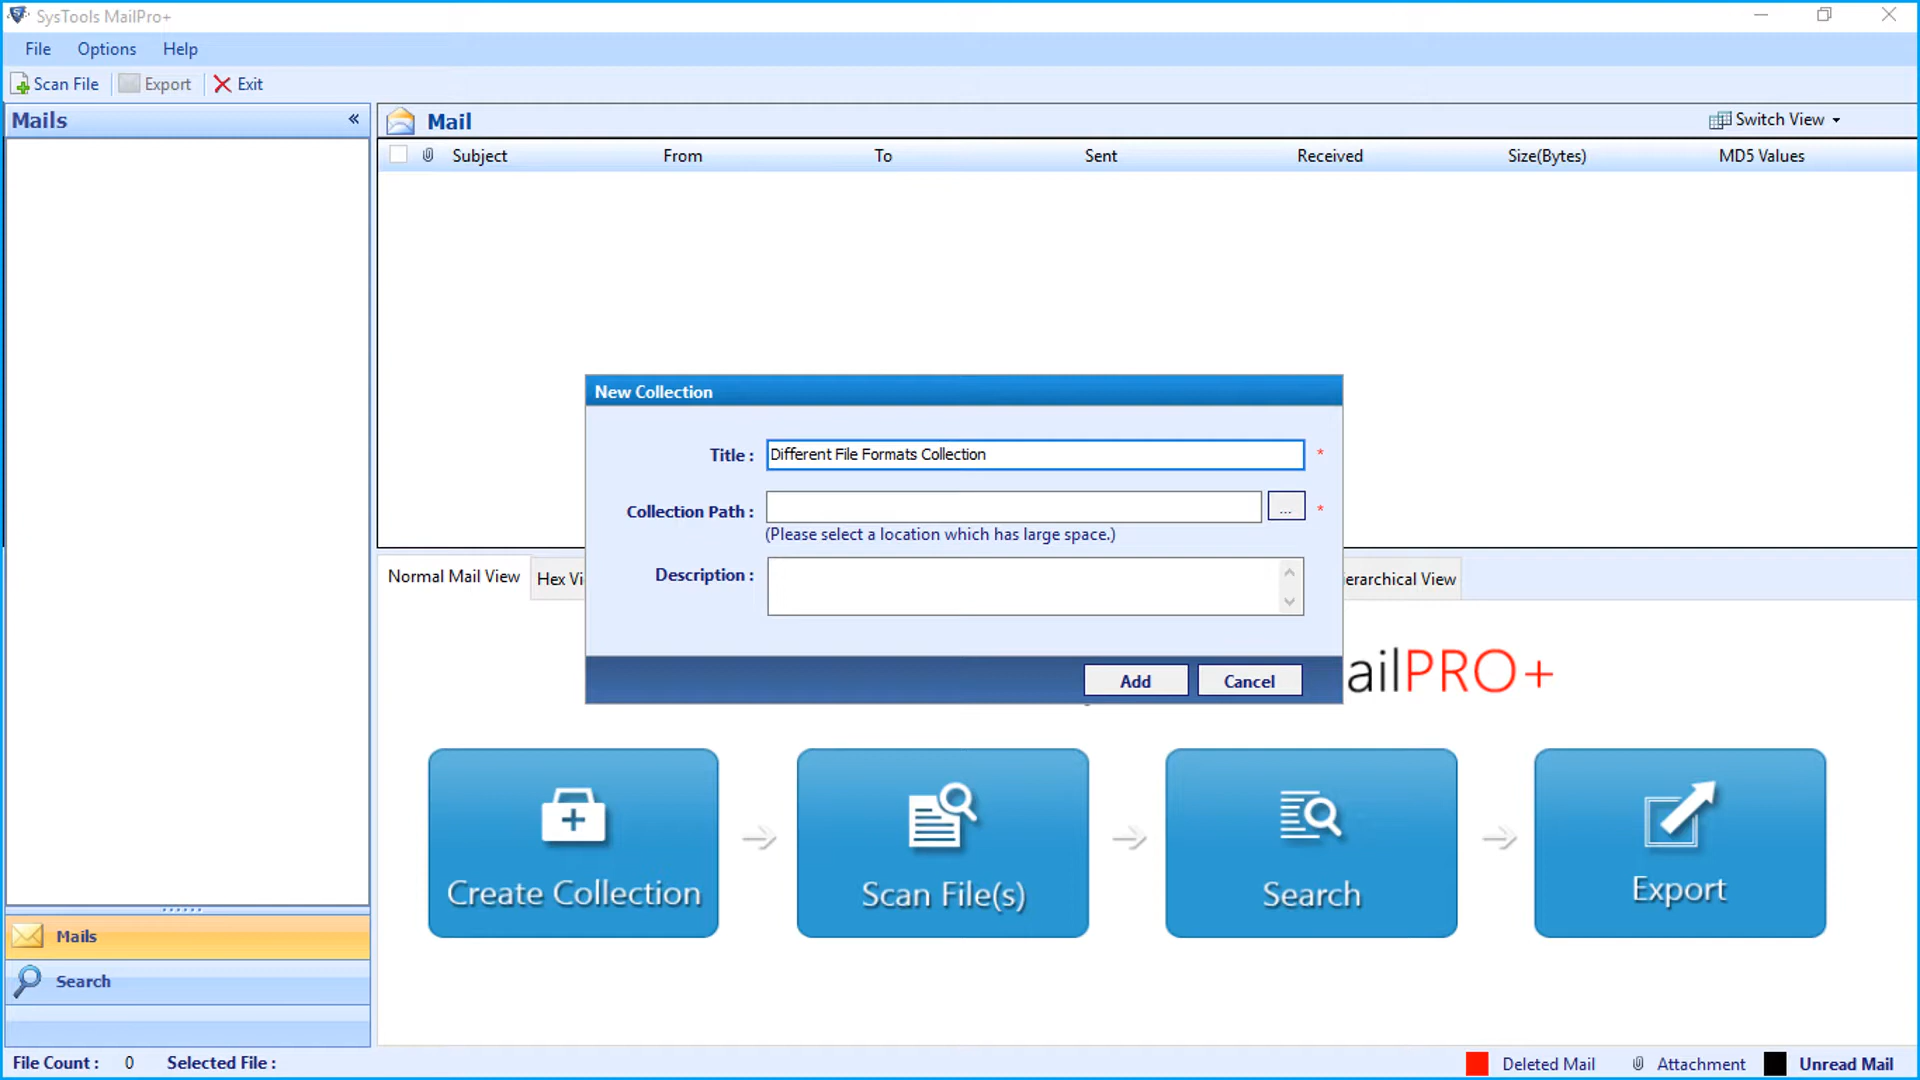 SysTools MailPro+
File Options Help
Scan File Export Exit
Mails «
Mail Switch View
Subject From To Sent Received Size(Bytes) MD5 Values
New Collection
Title : Different File Formats Collection *
Collection Path : ... *
(Please select a location which has large space.)
Description :
Add Cancel
Normal Mail View Hex Vi erarchical View
ailPRO+
Create Collection Scan File(s) Search Export
Mails
Search
File Count : 0 Selected File : Deleted Mail Attachment Unread Mail